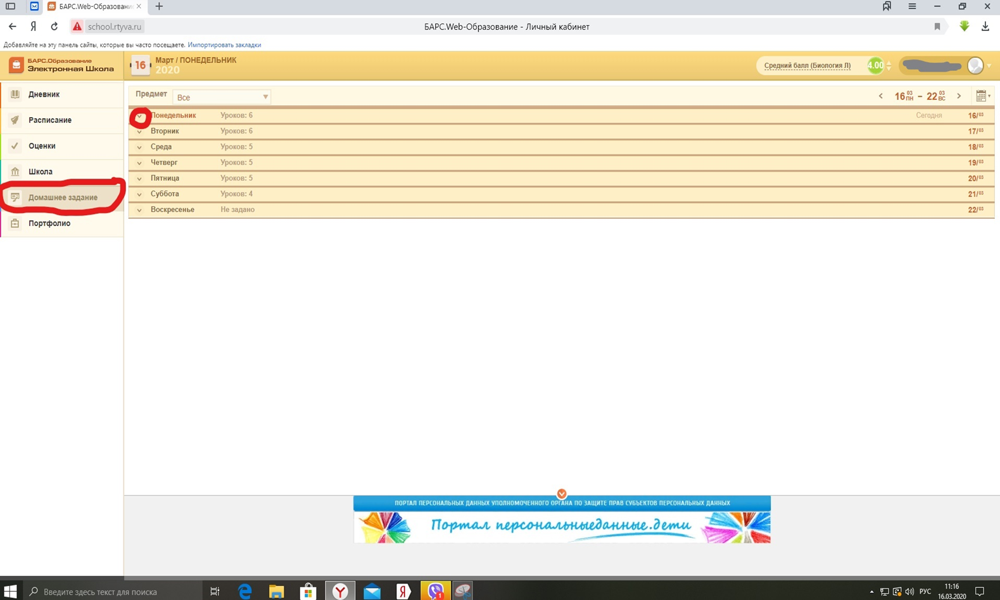 БАРС.Web-Образовани
school.rtyva.ru
БАРС.Web-Образование - Личный кабинет
Добавляйте на эту панель сайты, которые вы часто посещаете. Импортировать закладки
БАРС.Образование
Электронная Школа
16
Март / ПОНЕДЕЛЬНИК
2020
Средний балл (Биология Л) 4.00
Дневник
Расписание
Оценки
Школа
Домашнее задание
Портфолио
Предмет Все
16 03 ПН – 22 03 ВС
Понедельник Уроков: 6 Сегодня 16/03
Вторник Уроков: 6 17/03
Среда Уроков: 5 18/03
Четверг Уроков: 5 19/03
Пятница Уроков: 5 20/03
Суббота Уроков: 4 21/03
Воскресенье Не задано 22/03
ПОРТАЛ ПЕРСОНАЛЬНЫХ ДАННЫХ УПОЛНОМОЧЕННОГО ОРГАНА ПО ЗАЩИТЕ ПРАВ СУБЪЕКТОВ ПЕРСОНАЛЬНЫХ ДАННЫХ
Портал персональныеданные.дети
Введите здесь текст для поиска
1
РУС
11:16
16.03.2020